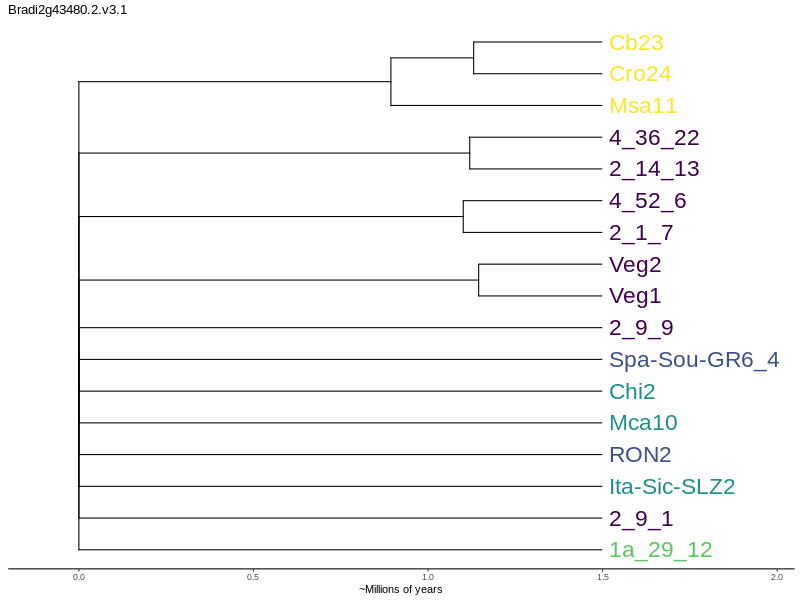 Bradi2g43480.2.v3.1
Cb23
Cro24
Msa11
4_36_22
2_14_13
4_52_6
2_1_7
Veg2
Veg1
2_9_9
Spa-Sou-GR6_4
Chi2
Mca10
RON2
Ita-Sic-SLZ2
2_9_1
1a_29_12
0.0 0.5 1.0 1.5 2.0
~Millions of years